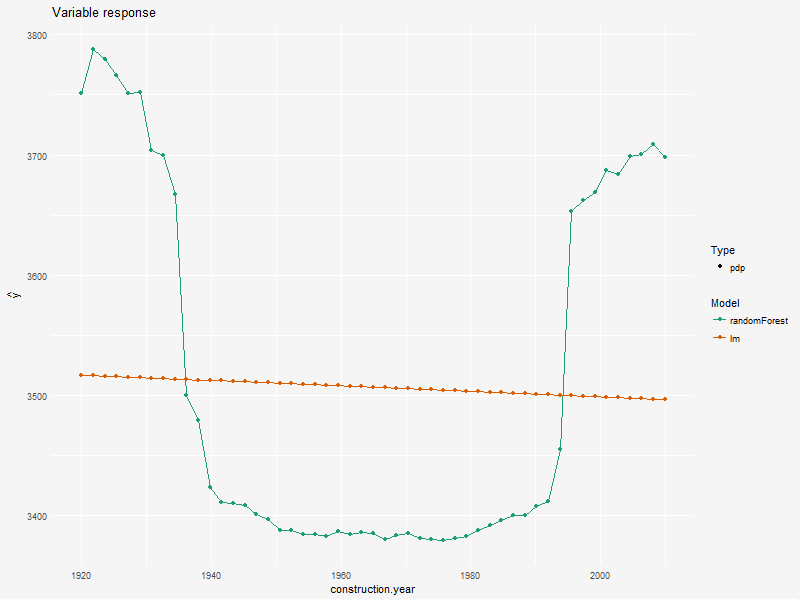 Variable response
3800
3700
3600
3500
3400
ŷ
1920
1940
1960
1980
2000
construction.year
Type
pdp
Model
randomForest
lm